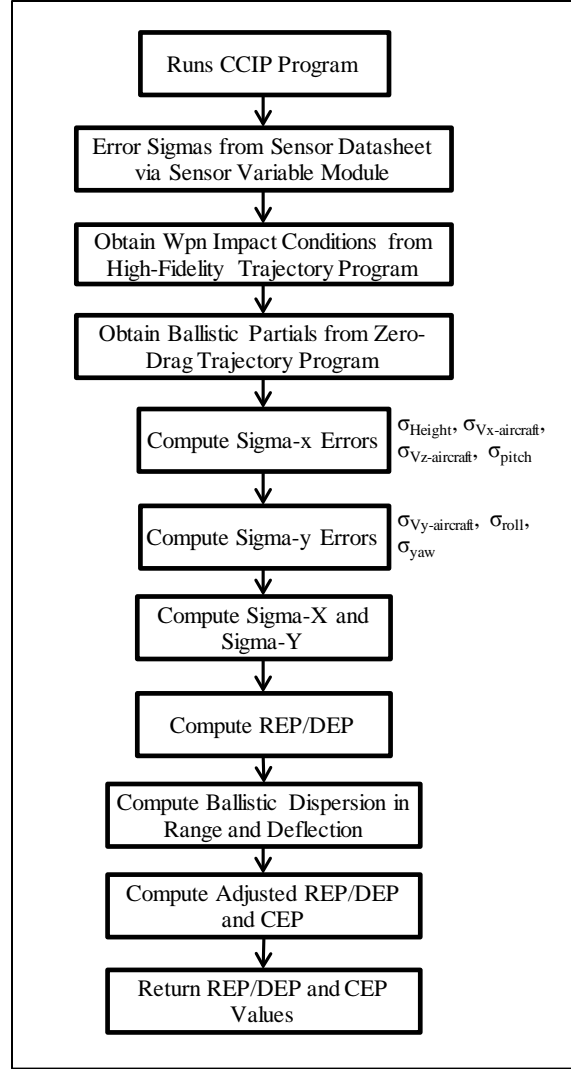 Runs CCIP Program
Error Sigmas from Sensor Datasheet
via Sensor Variable Module
Obtain Wpn Impact Conditions from
High-Fidelity Trajectory Program
Obtain Ballistic Partials from Zero-
Drag Trajectory Program
Compute Sigma-x Errors
σHeight, σVx-aircraft,
σVz-aircraft, σpitch
Compute Sigma-y Errors
σVy-aircraft, σroll,
σyaw
Compute Sigma-X and
Sigma-Y
Compute REP/DEP
Compute Ballistic Dispersion in
Range and Deflection
Compute Adjusted REP/DEP
and CEP
Return REP/DEP and CEP
Values